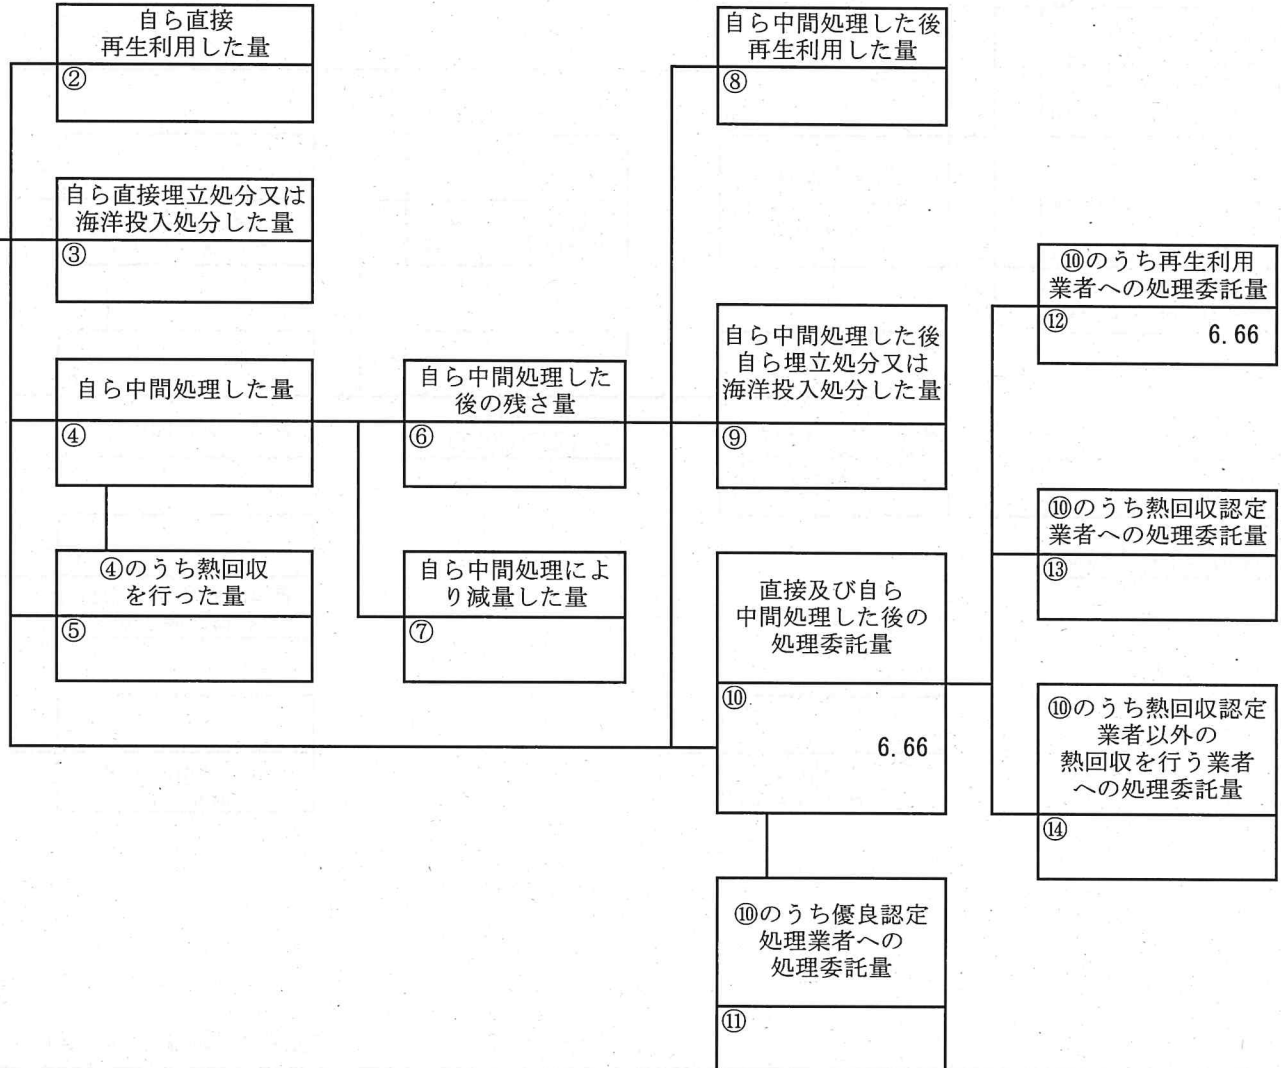 自ら直接
再生利用した量
②
自ら直接埋立処分又は
海洋投入処分した量
③
自ら中間処理した量
④
④のうち熱回収
を行った量
⑤
自ら中間処理した
後の残さ量
⑥
自ら中間処理によ
り減量した量
⑦
自ら中間処理した後
再生利用した量
⑧
自ら中間処理した後
自ら埋立処分又は
海洋投入処分した量
⑨
直接及び自ら
中間処理した後の
処理委託量
⑩
6.66
⑩のうち優良認定
処理業者への
処理委託量
⑪
⑩のうち再生利用
業者への処理委託量
⑫ 6.66
⑩のうち熱回収認定
業者への処理委託量
⑬
⑩のうち熱回収認定
業者以外の
熱回収を行う業者
への処理委託量
⑭